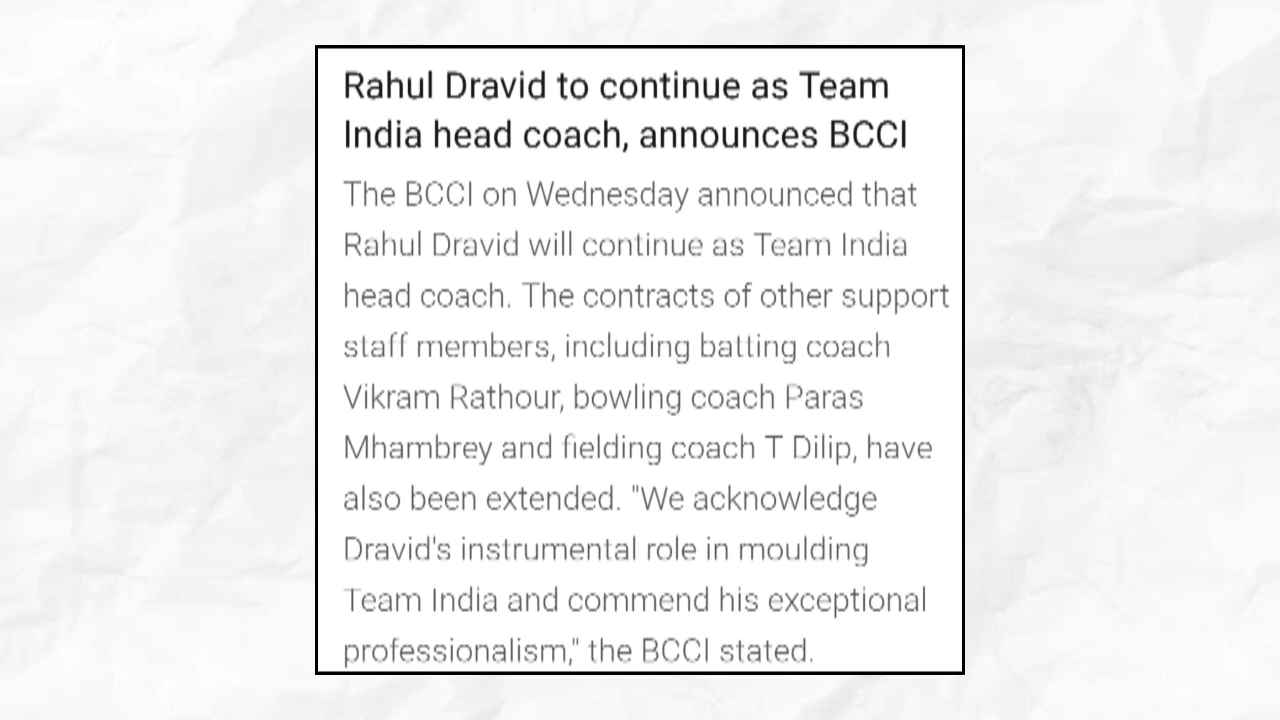 Rahul Dravid to continue as Team
India head coach, announces BCCI
The BCCI on Wednesday announced that
Rahul Dravid will continue as Team India
head coach. The contracts of other support
staff members, including batting coach
Vikram Rathour, bowling coach Paras
Mhambrey and fielding coach T Dilip, have
also been extended. "We acknowledge
Dravid's instrumental role in moulding
Team India and commend his exceptional
professionalism," the BCCI stated.